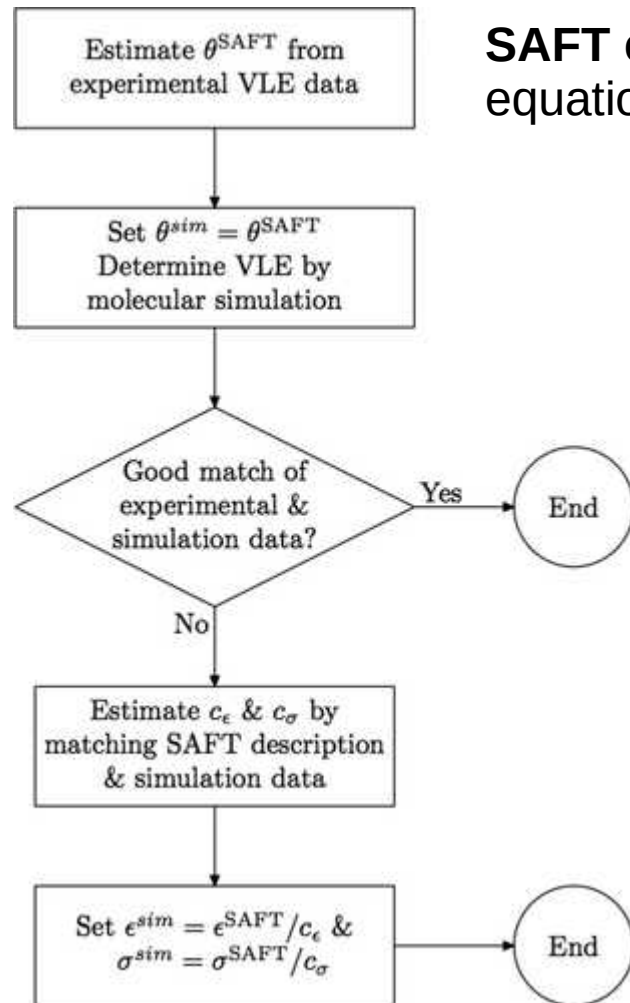 Estimate θ^SAFT from
experimental VLE data
SAFT
equatio
Set θ^sim = θ^SAFT
Determine VLE by
molecular simulation
Good match of
experimental &
simulation data?
Yes
End
No
Estimate c_ϵ & c_σ by
matching SAFT description
& simulation data
Set ϵ^sim = ϵ^SAFT/c_ϵ &
σ^sim = σ^SAFT/c_σ
End